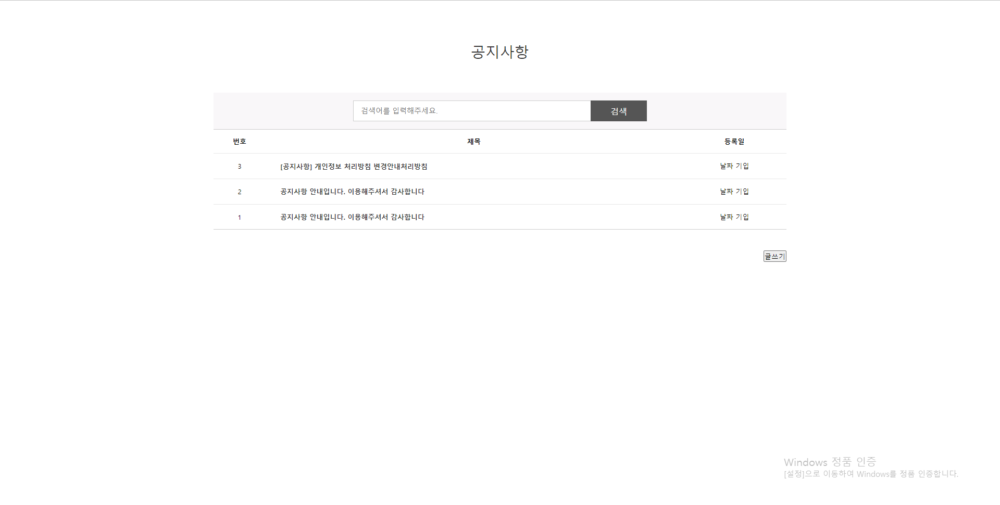 공지사항
검색어를 입력해주세요. 검색
번호 제목 등록일
3 [공지사항] 개인정보 처리방침 변경안내처리방침 날짜 기입
2 공지사항 안내입니다. 이용해주셔서 감사합니다 날짜 기입
1 공지사항 안내입니다. 이용해주셔서 감사합니다 날짜 기입
글쓰기
Windows 정품 인증
[설정]으로 이동하여 Windows를 정품 인증합니다.